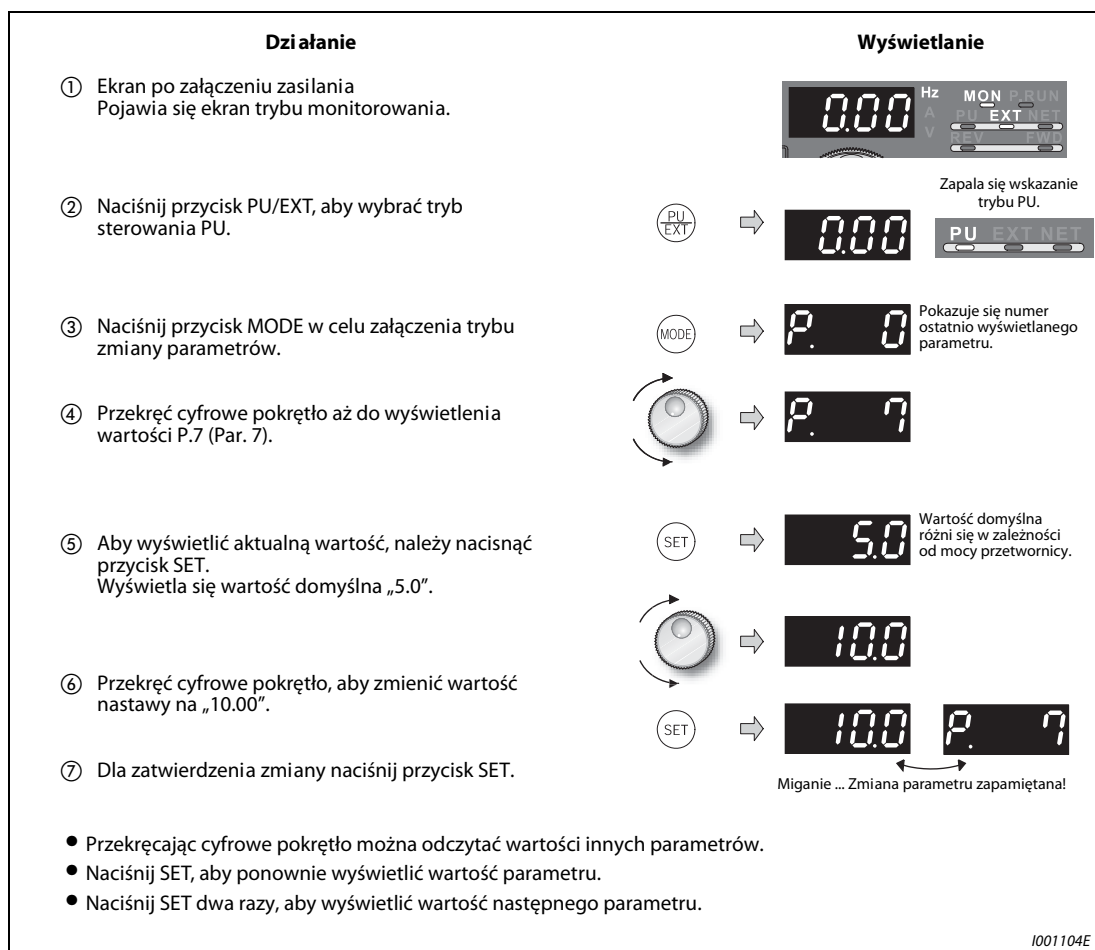 Działanie
Wyświetlanie
① Ekran po załączeniu zasilania
Pojawia się ekran trybu monitorowania.
0.00
Hz
A
V
MON P.RUN
PU EXT NET
REV FWD
② Naciśnij przycisk PU/EXT, aby wybrać tryb
sterowania PU.
PU
EXT
0.00
Zapala się wskazanie
trybu PU.
PU EXT NET
③ Naciśnij przycisk MODE w celu załączenia trybu
zmiany parametrów.
MODE
P. 0
Pokazuje się numer
ostatnio wyświetlanego
parametru.
④ Przekręć cyfrowe pokrętło aż do wyświetlenia
wartości P.7 (Par. 7).
P. 7
⑤ Aby wyświetlić aktualną wartość, należy nacisnąć
przycisk SET.
Wyświetla się wartość domyślna „5.0”.
SET
5.0
Wartość domyślna
różni się w zależności
od mocy przetwornicy.
10.0
⑥ Przekręć cyfrowe pokrętło, aby zmienić wartość
nastawy na „10.00”.
SET
10.0
P. 7
⑦ Dla zatwierdzenia zmiany naciśnij przycisk SET.
Miganie ... Zmiana parametru zapamiętana!
● Przekręcając cyfrowe pokrętło można odczytać wartości innych parametrów.
● Naciśnij SET, aby ponownie wyświetlić wartość parametru.
● Naciśnij SET dwa razy, aby wyświetlić wartość następnego parametru.
I001104E